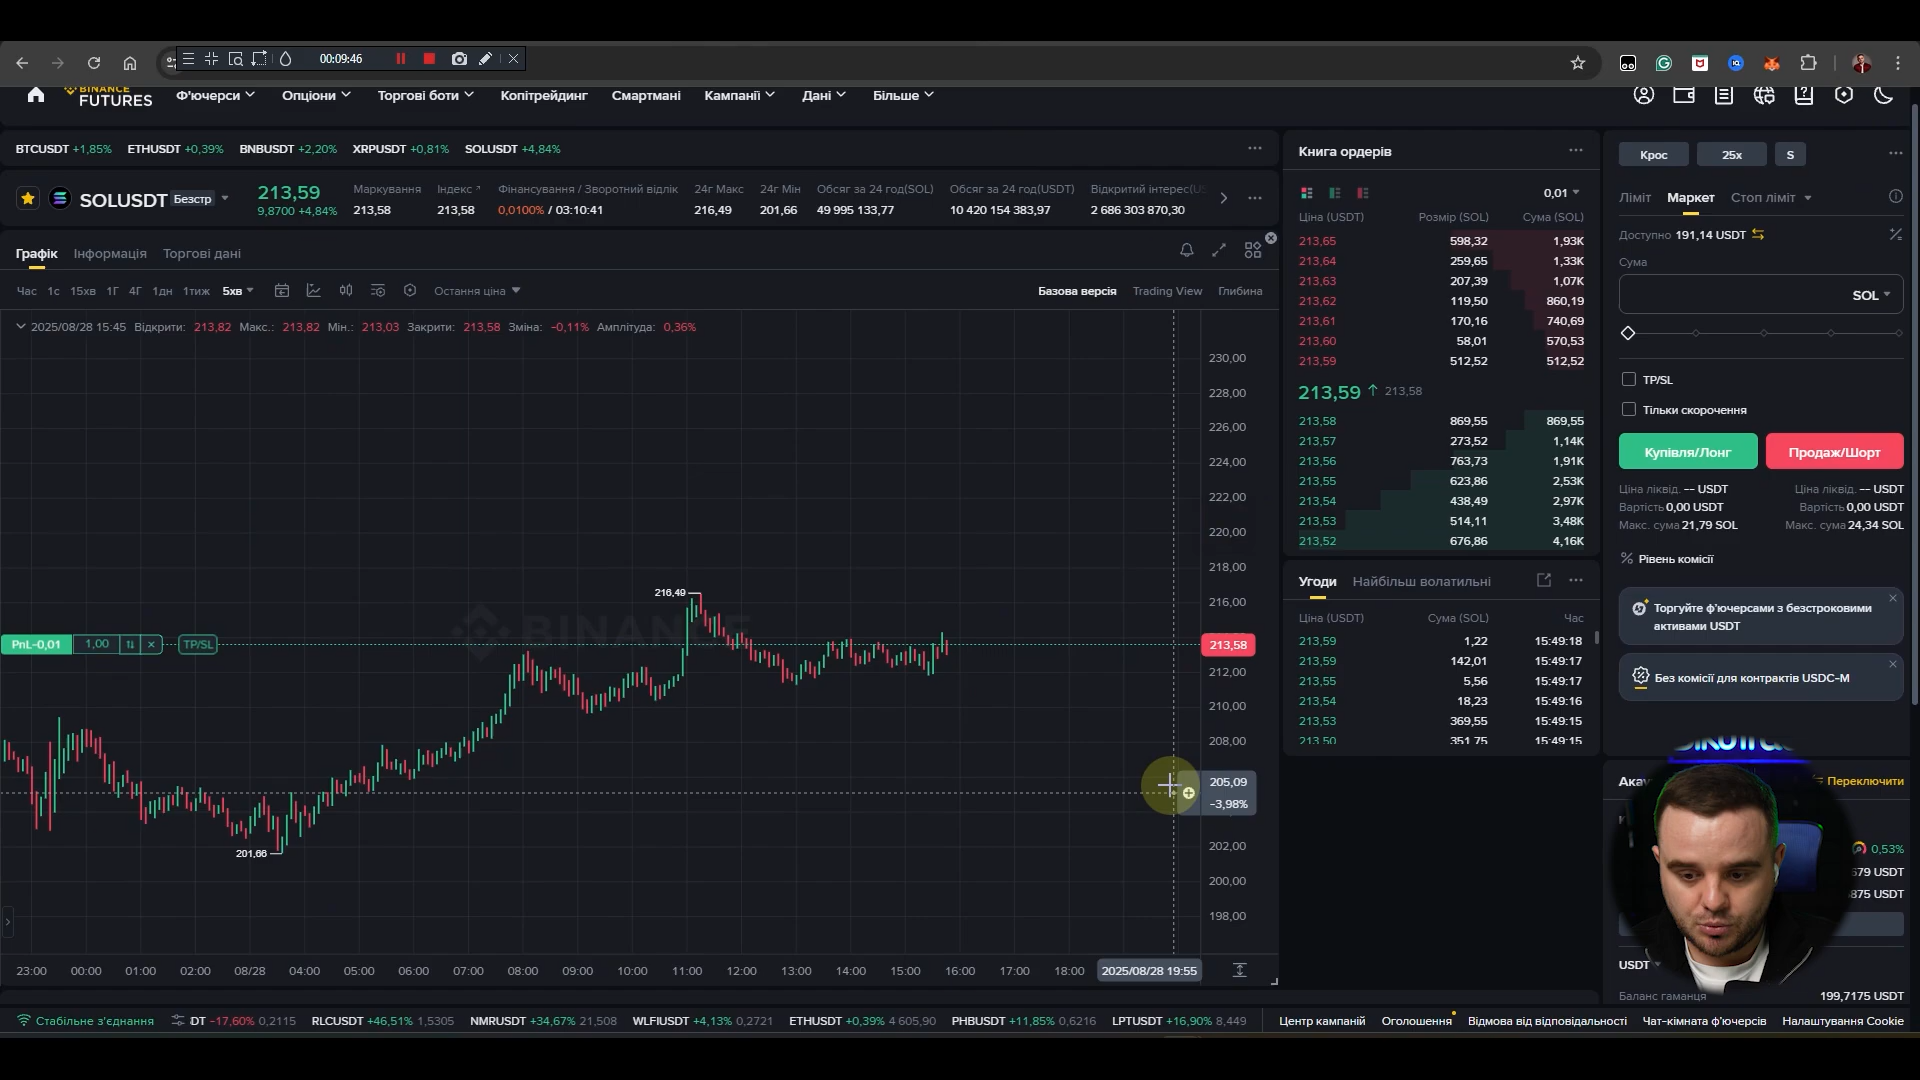 00:09:46
BINANCE
FUTURES
Ф'ючерси
Опціони
Торгові боти
Копітрейдинг
Смартмані
Кампанії
Дані
Більше
BTCUSDT +1,85% ETHUSDT +0,39% BNBUSDT +2,20% XRPUSDT +0,81% SOLUSDT +4,84%
SOLUSDT Безстр
213,59
9,8700 +4,84%
Маркування
213,58
Індекс
213,58
Фінансування / Зворотний відлік
0,0100% / 03:10:41
24г Макс
216,49
24г Мін
201,66
Обсяг за 24 год(SOL)
49 995 133,77
Обсяг за 24 год(USDT)
10 420 154 383,97
Відкритий інтерес(US
2 686 303 870,30
Графік Інформація Торгові дані
Час 1с 15хв 1Г 4Г 1дн 1тиж 5хв
Остання ціна
Базова версія Trading View Глибина
2025/08/28 15:45 Відкрити: 213,82 Макс.: 213,82 Мін.: 213,03 Закрити: 213,58 Зміна: −0,11% Амплітуда: 0,36%
230,00
228,00
226,00
224,00
222,00
220,00
218,00
216,00
213,58
212,00
210,00
208,00
205,09
-3,98%
202,00
200,00
198,00
216,49
BINANCE
PnL-0,01 1,00 TP/SL
201,66
23:00 00:00 01:00 02:00 08/28 04:00 05:00 06:00 07:00 08:00 09:00 10:00 11:00 12:00 13:00 14:00 15:00 16:00 17:00 18:00 2025/08/28 19:55
Книга ордерів
0,01
Ціна (USDT) Розмір (SOL) Сума (SOL)
213,65 598,32 1,93K
213,64 259,65 1,33K
213,63 207,39 1,07K
213,62 119,50 860,19
213,61 170,16 740,69
213,60 58,01 570,53
213,59 512,52 512,52
213,59 213,58
213,58 869,55 869,55
213,57 273,52 1,14K
213,56 763,73 1,91K
213,55 623,86 2,53K
213,54 438,49 2,97K
213,53 514,11 3,48K
213,52 676,86 4,16K
Угоди Найбільш волатильні
Ціна (USDT) Сума (SOL) Час
213,59 1,22 15:49:18
213,59 142,01 15:49:17
213,55 5,56 15:49:17
213,54 18,23 15:49:16
213,53 369,55 15:49:15
213,50 351,75 15:49:15
Крос 25x S
Ліміт Маркет Стоп ліміт
Доступно 191,14 USDT
Сума
SOL
TP/SL
Тільки скорочення
Купівля/Лонг Продаж/Шорт
Ціна ліквід. -- USDT Ціна ліквід. -- USDT
Вартість 0,00 USDT Вартість 0,00 USDT
Макс. сума 21,79 SOL Макс. сума 24,34 SOL
% Рівень комісії
Торгуйте ф'ючерсами з безстроковими
активами USDT
Без комісії для контрактів USDC-M
Переключити
0,53%
679 USDT
875 USDT
USDT
Баланс гаманця 199,7175 USDT
Стабільне з'єднання
DT −17,60% 0,2115 RLCUSDT +46,51% 1,5305 NMRUSDT +34,67% 21,508 WLFIUSDT +4,13% 0,2721 ETHUSDT +0,39% 4 605,90 PHBUSDT +11,85% 0,6216 LPTUSDT +16,90% 8,449
Центр кампаній Оголошення Відмова від відповідальності Чат-кімната ф'ючерсів Налаштування Cookie